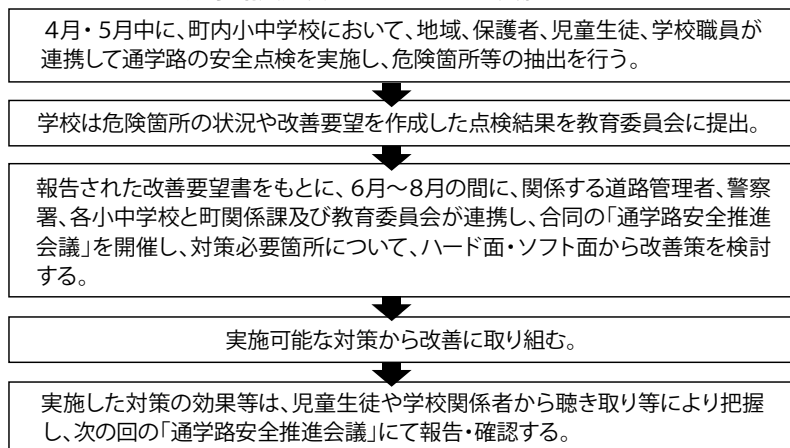 ４月・５月中に、町内小中学校において、地域、保護者、児童生徒、学校職員が
連携して通学路の安全点検を実施し、危険箇所等の抽出を行う。
学校は危険箇所の状況や改善要望を作成した点検結果を教育委員会に提出。
報告された改善要望書をもとに、６月～８月の間に、関係する道路管理者、警察
署、各小中学校と町関係課及び教育委員会が連携し、合同の「通学路安全推進
会議」を開催し、対策必要箇所について、ハード面・ソフト面から改善策を検討
する。
実施可能な対策から改善に取り組む。
実施した対策の効果等は、児童生徒や学校関係者から聴き取り等により把握
し、次の回の「通学路安全推進会議」にて報告・確認する。